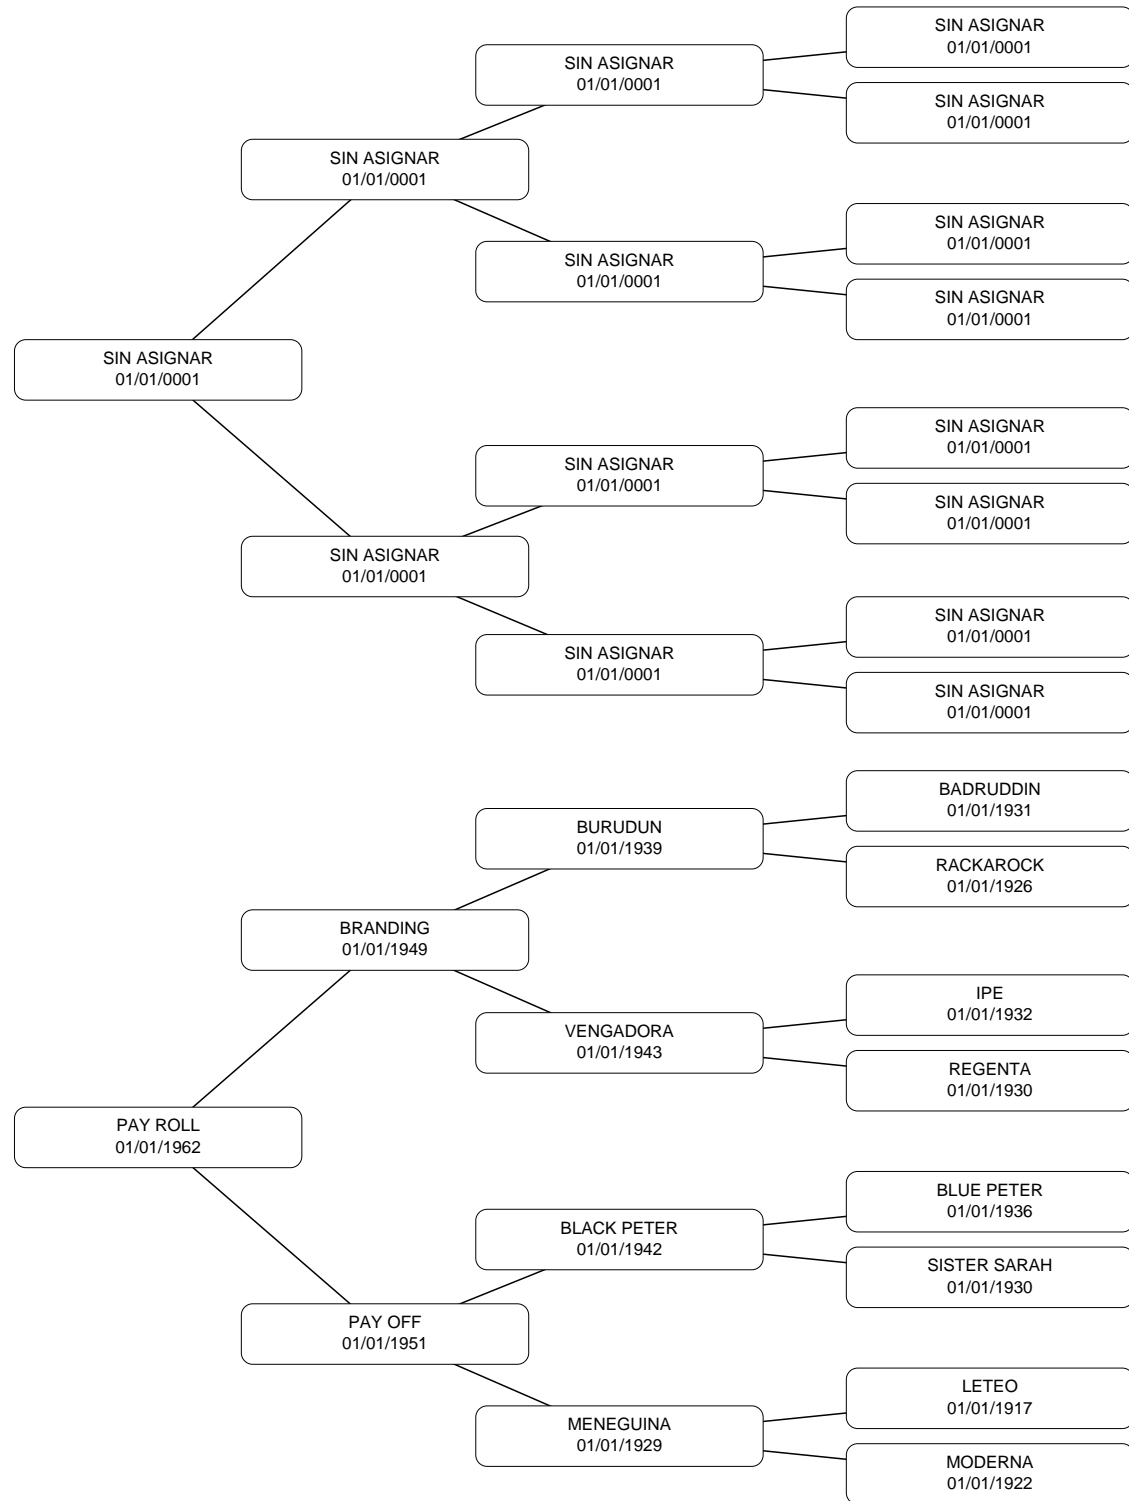 SIN ASIGNAR
01/01/0001
SIN ASIGNAR
01/01/0001
SIN ASIGNAR
01/01/0001
SIN ASIGNAR
01/01/0001
SIN ASIGNAR
01/01/0001
SIN ASIGNAR
01/01/0001
SIN ASIGNAR
01/01/0001
SIN ASIGNAR
01/01/0001
SIN ASIGNAR
01/01/0001
SIN ASIGNAR
01/01/0001
SIN ASIGNAR
01/01/0001
SIN ASIGNAR
01/01/0001
SIN ASIGNAR
01/01/0001
SIN ASIGNAR
01/01/0001
SIN ASIGNAR
01/01/0001
BADRUDDIN
01/01/1931
BURUDUN
01/01/1939
RACKAROCK
01/01/1926
BRANDING
01/01/1949
IPE
01/01/1932
VENGADORA
01/01/1943
REGENTA
01/01/1930
PAY ROLL
01/01/1962
BLUE PETER
01/01/1936
BLACK PETER
01/01/1942
SISTER SARAH
01/01/1930
PAY OFF
01/01/1951
LETEO
01/01/1917
MENEGUINA
01/01/1929
MODERNA
01/01/1922